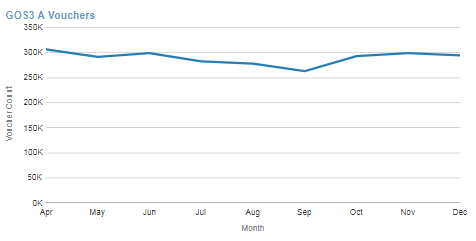 GOS3 A Vouchers
350K
300K
250K
200K
150K
100K
50K
0K
Voucher Count
Apr May Jun Jul Aug Sep Oct Nov Dec
Month